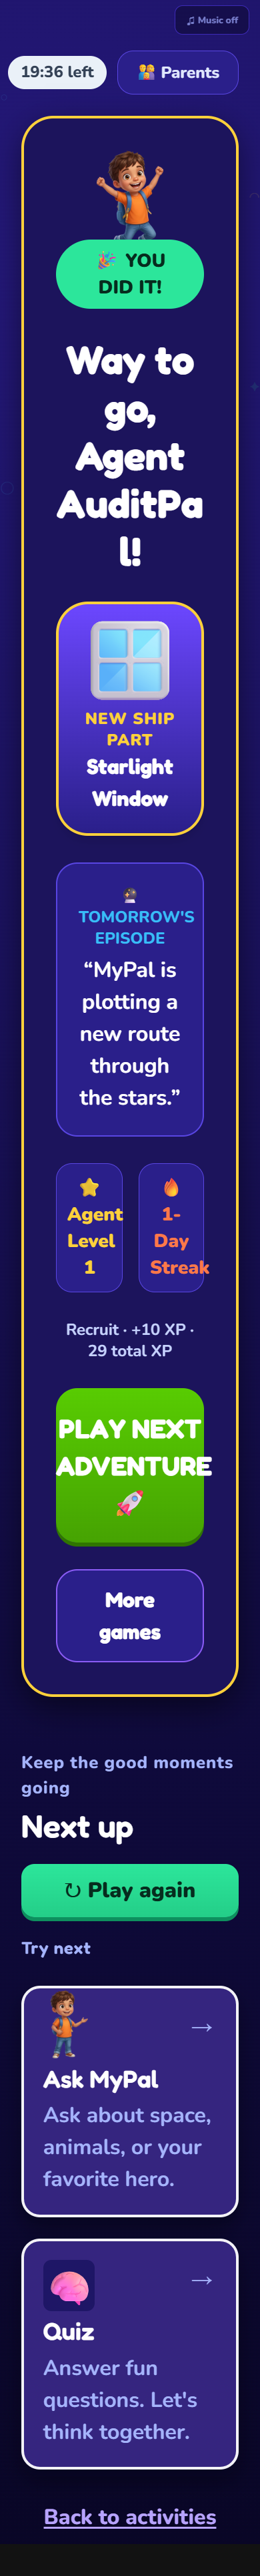 ♫ Music off
19:36 left
Parents
🎉 YOU
DID IT!
Way to
go,
Agent
AuditPa
l!
NEW SHIP
PART
Starlight
Window
🔮
TOMORROW'S
EPISODE
“MyPal is
plotting a
new route
through
the stars.”
⭐
Agent
Level
1
🔥
1-
Day
Streak
Recruit · +10 XP ·
29 total XP
PLAY NEXT
ADVENTURE
🚀
More
games
Keep the good moments
going
Next up
↻ Play again
Try next
→
Ask MyPal
Ask about space,
animals, or your
favorite hero.
→
Quiz
Answer fun
questions. Let's
think together.
Back to activities